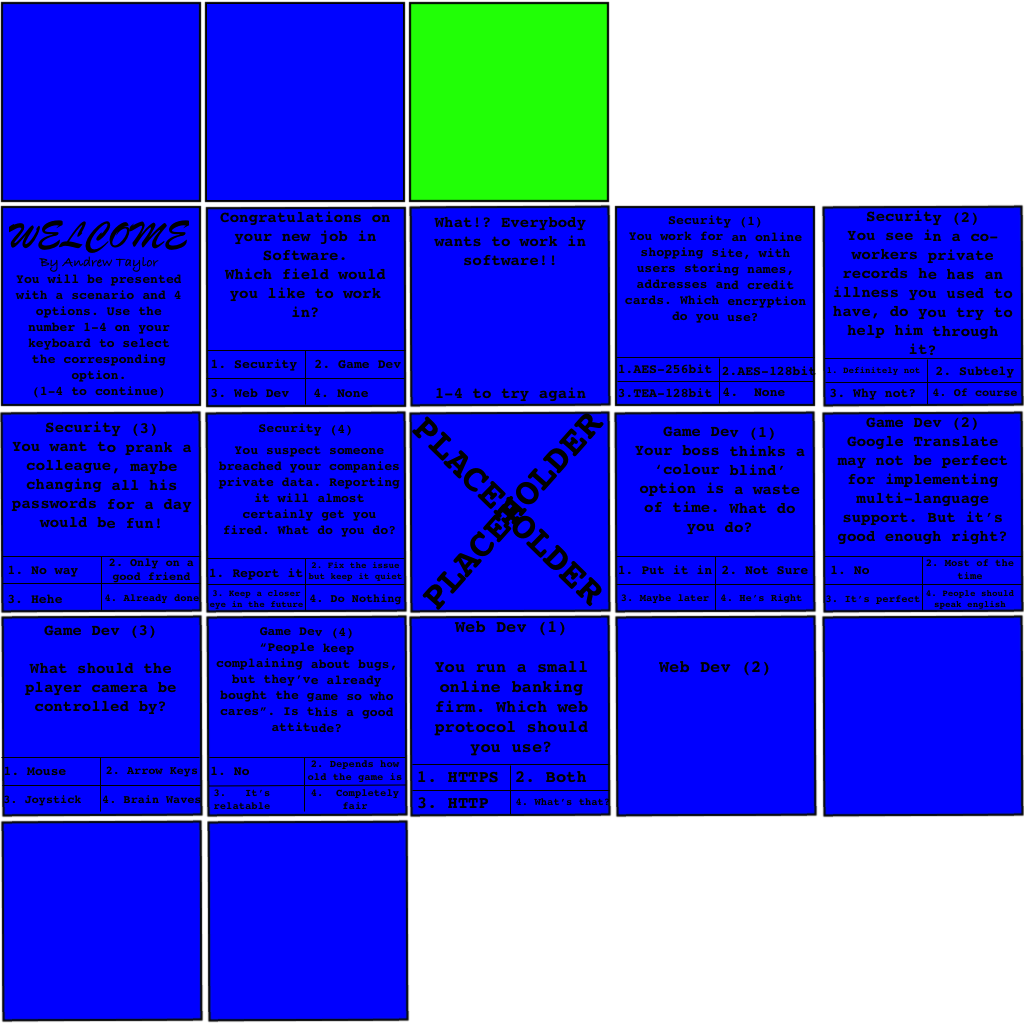 WELCOME
By Andrew Taylor
You will be presented
with a scenario and 4
options. Use the
number 1-4 on your
keyboard to select
the corresponding
option.
(1-4 to continue)
Congratulations on
your new job in
Software.
Which field would
you like to work
in?
1. Security
2. Game Dev
3. Web Dev
4. None
What!? Everybody
wants to work in
software!!
1-4 to try again
Security (1)
You work for an online
shopping site, with
users storing names,
addresses and credit
cards. Which encryption
do you use?
1.AES-256bit
2.AES-128bit
3.TEA-128bit
4. None
Security (2)
You see in a co-
workers private
records he has an
illness you used to
have, do you try to
help him through
it?
1. Definitely not
2. Subtely
3. Why not?
4. Of course
Security (3)
You want to prank a
colleague, maybe
changing all his
passwords for a day
would be fun!
1. No way
2. Only on a
good friend
3. Hehe
4. Already done
Security (4)
You suspect someone
breached your companies
private data. Reporting
it will almost
certainly get you
fired. What do you do?
1. Report it
2. Fix the issue
but keep it quiet
3. Keep a closer
eye in the future
4. Do Nothing
PLACEHOLDER
PLACEHOLDER
Game Dev (1)
Your boss thinks a
‘colour blind’
option is a waste
of time. What do
you do?
1. Put it in
2. Not Sure
3. Maybe later
4. He's Right
Game Dev (2)
Google Translate
may not be perfect
for implementing
multi-language
support. But it’s
good enough right?
1. No
2. Most of the
time
3. It's perfect
4. People should
speak english
Game Dev (3)
What should the
player camera be
controlled by?
1. Mouse
2. Arrow Keys
3. Joystick
4. Brain Waves
Game Dev (4)
"People keep
complaining about bugs,
but they've already
bought the game so who
cares". Is this a good
attitude?
1. No
2. Depends how
old the game is
3. It's
relatable
4. Completely
fair
Web Dev (1)
You run a small
online banking
firm. Which web
protocol should
you use?
1. HTTPS
2. Both
3. HTTP
4. What's that?
Web Dev (2)